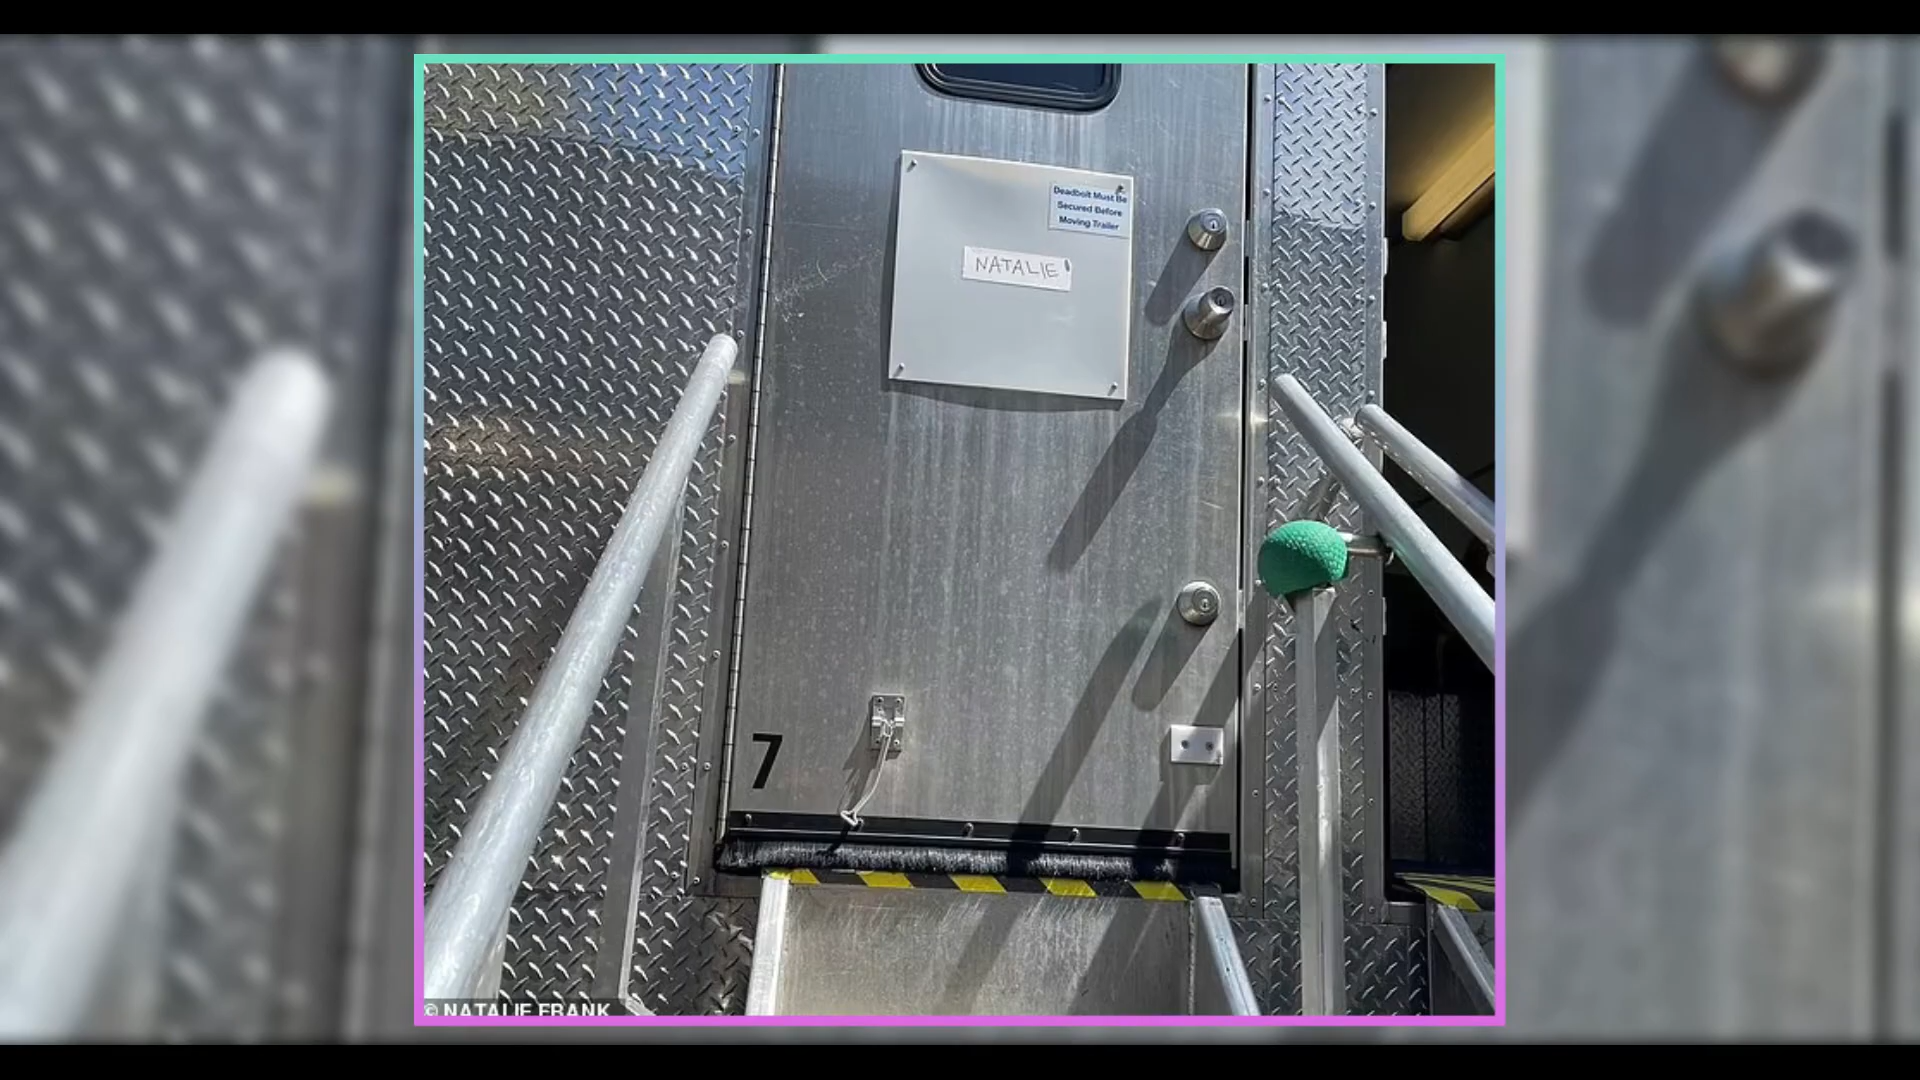 Deadbolt Must Be
Secured Before
Moving Trailer
NATALIE
7
© NATALIE FRANK